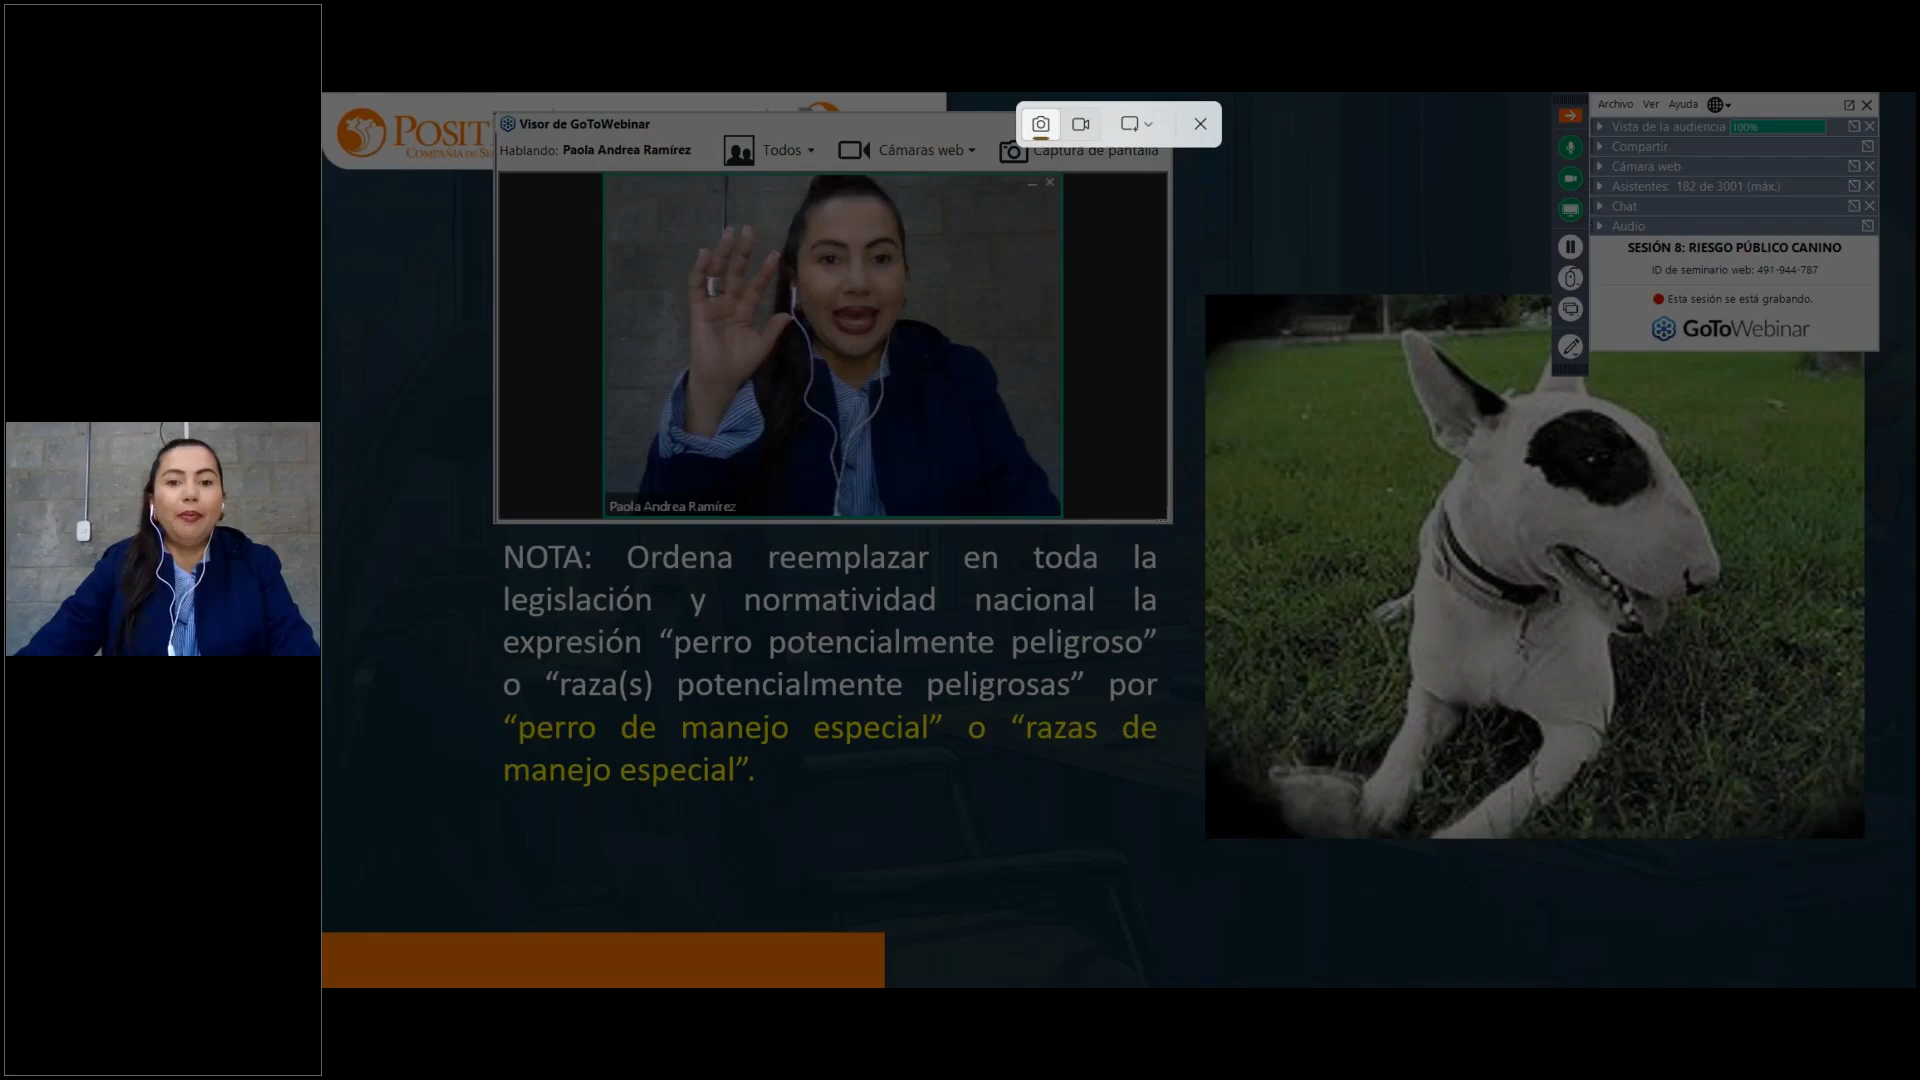 POSIT
COMPAÑÍA DE SE
Visor de GoToWebinar
Hablando: Paola Andrea Ramírez
Todos
Cámaras web
Captura de pantalla
Paola Andrea Ramírez
NOTA: Ordena reemplazar en toda la
legislación y normatividad nacional la
expresión “perro potencialmente peligroso”
o “raza(s) potencialmente peligrosas” por
“perro de manejo especial” o “razas de
manejo especial”.
Archivo Ver Ayuda
Vista de la audiencia 100%
Compartir
Cámara web
Asistentes: 182 de 3001 (máx.)
Chat
Audio
SESIÓN 8: RIESGO PÚBLICO CANINO
ID de seminario web: 491-944-787
Esta sesión se está grabando.
GoToWebinar